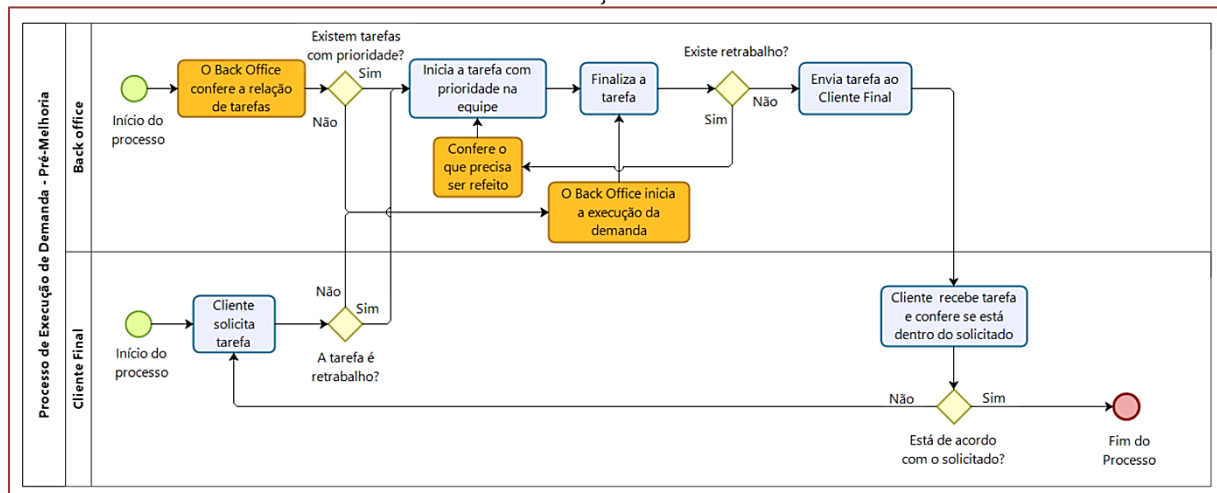 Processo de Execução de Demanda - Pré-Melhoria
Back office
Início do
processo
O Back Office
confere a relação
de tarefas
Existem tarefas
com prioridade?
Sim
Não
Inicia a tarefa com
prioridade na
equipe
Finaliza a
tarefa
Existe retrabalho?
Não
Sim
Envia tarefa ao
Cliente Final
Confere o
que precisa
ser refeito
O Back Office inicia
a execução da
demanda
Cliente Final
Início do
processo
Cliente
solicita
tarefa
Não
Sim
A tarefa é
retrabalho?
Cliente recebe tarefa
e confere se está
dentro do solicitado
Não
Sim
Está de acordo
com o solicitado?
Fim do
Processo